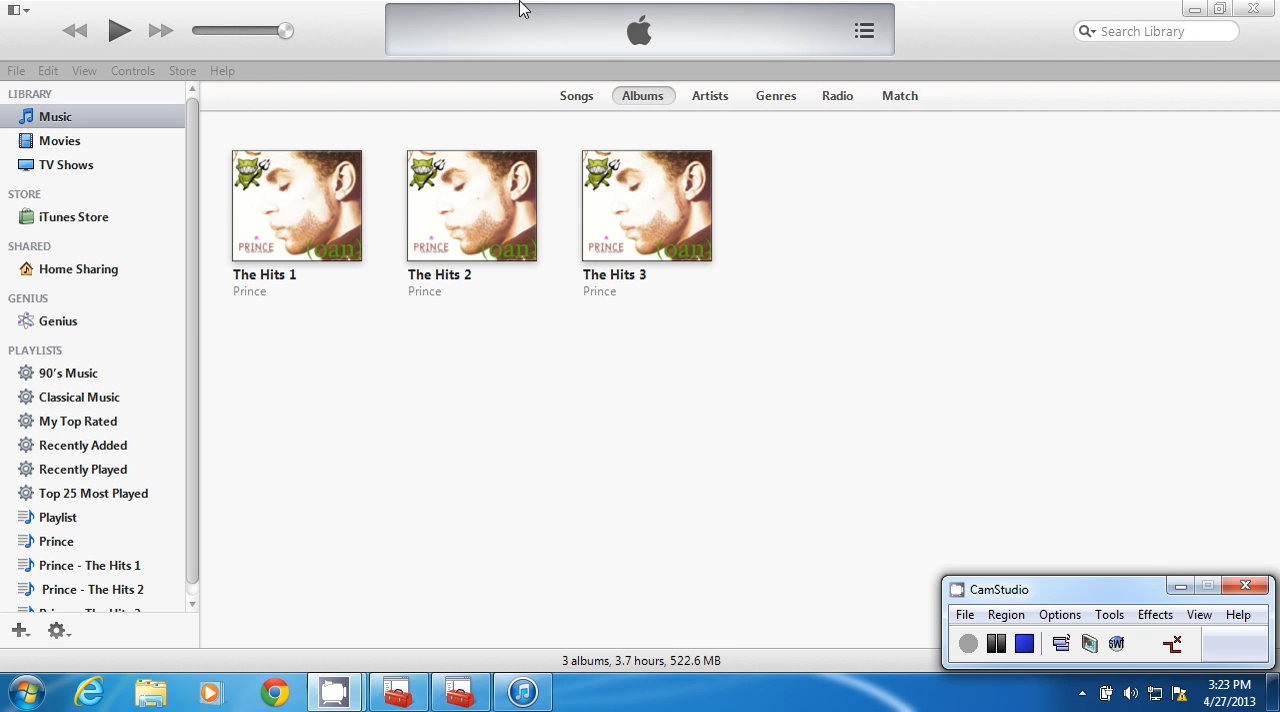 Search Library
File Edit View Controls Store Help
LIBRARY
Music
Movies
TV Shows
STORE
iTunes Store
SHARED
Home Sharing
GENIUS
Genius
PLAYLISTS
90's Music
Classical Music
My Top Rated
Recently Added
Recently Played
Top 25 Most Played
Playlist
Prince
Prince - The Hits 1
Prince - The Hits 2
Songs Albums Artists Genres Radio Match
PRINCE
(oan)
PRINCE
(oan)
PRINCE
(oan)
The Hits 1
Prince
The Hits 2
Prince
The Hits 3
Prince
3 albums, 3.7 hours, 522.6 MB
CamStudio
File Region Options Tools Effects View Help
SWF
3:23 PM
4/27/2013